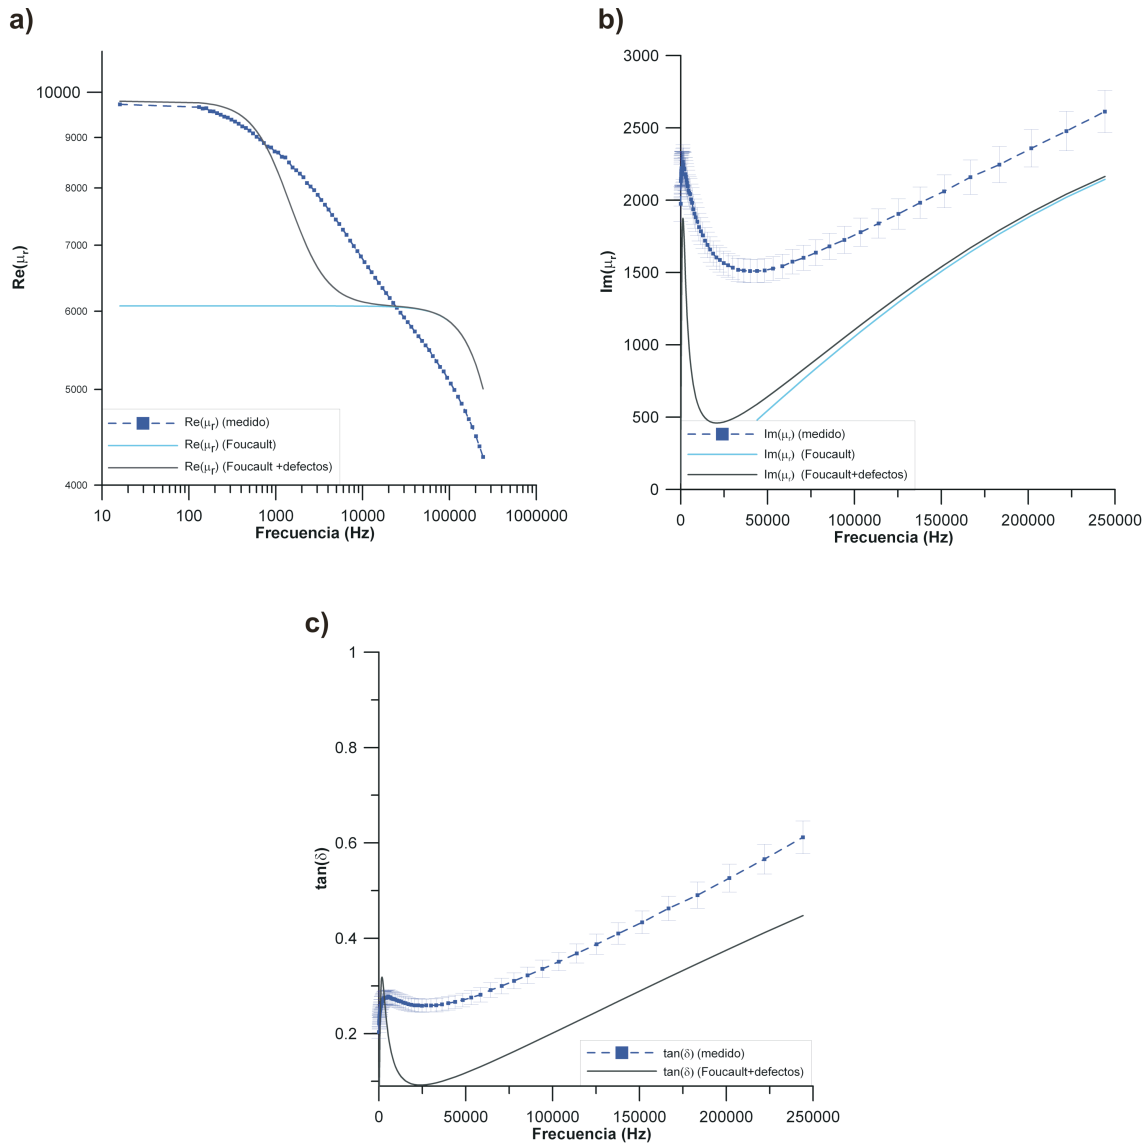 a)
10000
9000
8000
7000
6000
5000
4000
Re(μr)
Re(μr) (medido)
Re(μr) (Foucault)
Re(μr) (Foucault +defectos)
10 100 1000 10000 100000 1000000
Frecuencia (Hz)
b)
3000
2500
2000
1500
1000
500
0
Im(μr)
Im(μr) (medido)
Im(μr) (Foucault)
Im(μr) (Foucault+defectos)
0 50000 100000 150000 200000 250000
Frecuencia (Hz)
c)
1
0.8
0.6
0.4
0.2
tan(δ)
tan(δ) (medido)
tan(δ) (Foucault+defectos)
0 50000 100000 150000 200000 250000
Frecuencia (Hz)